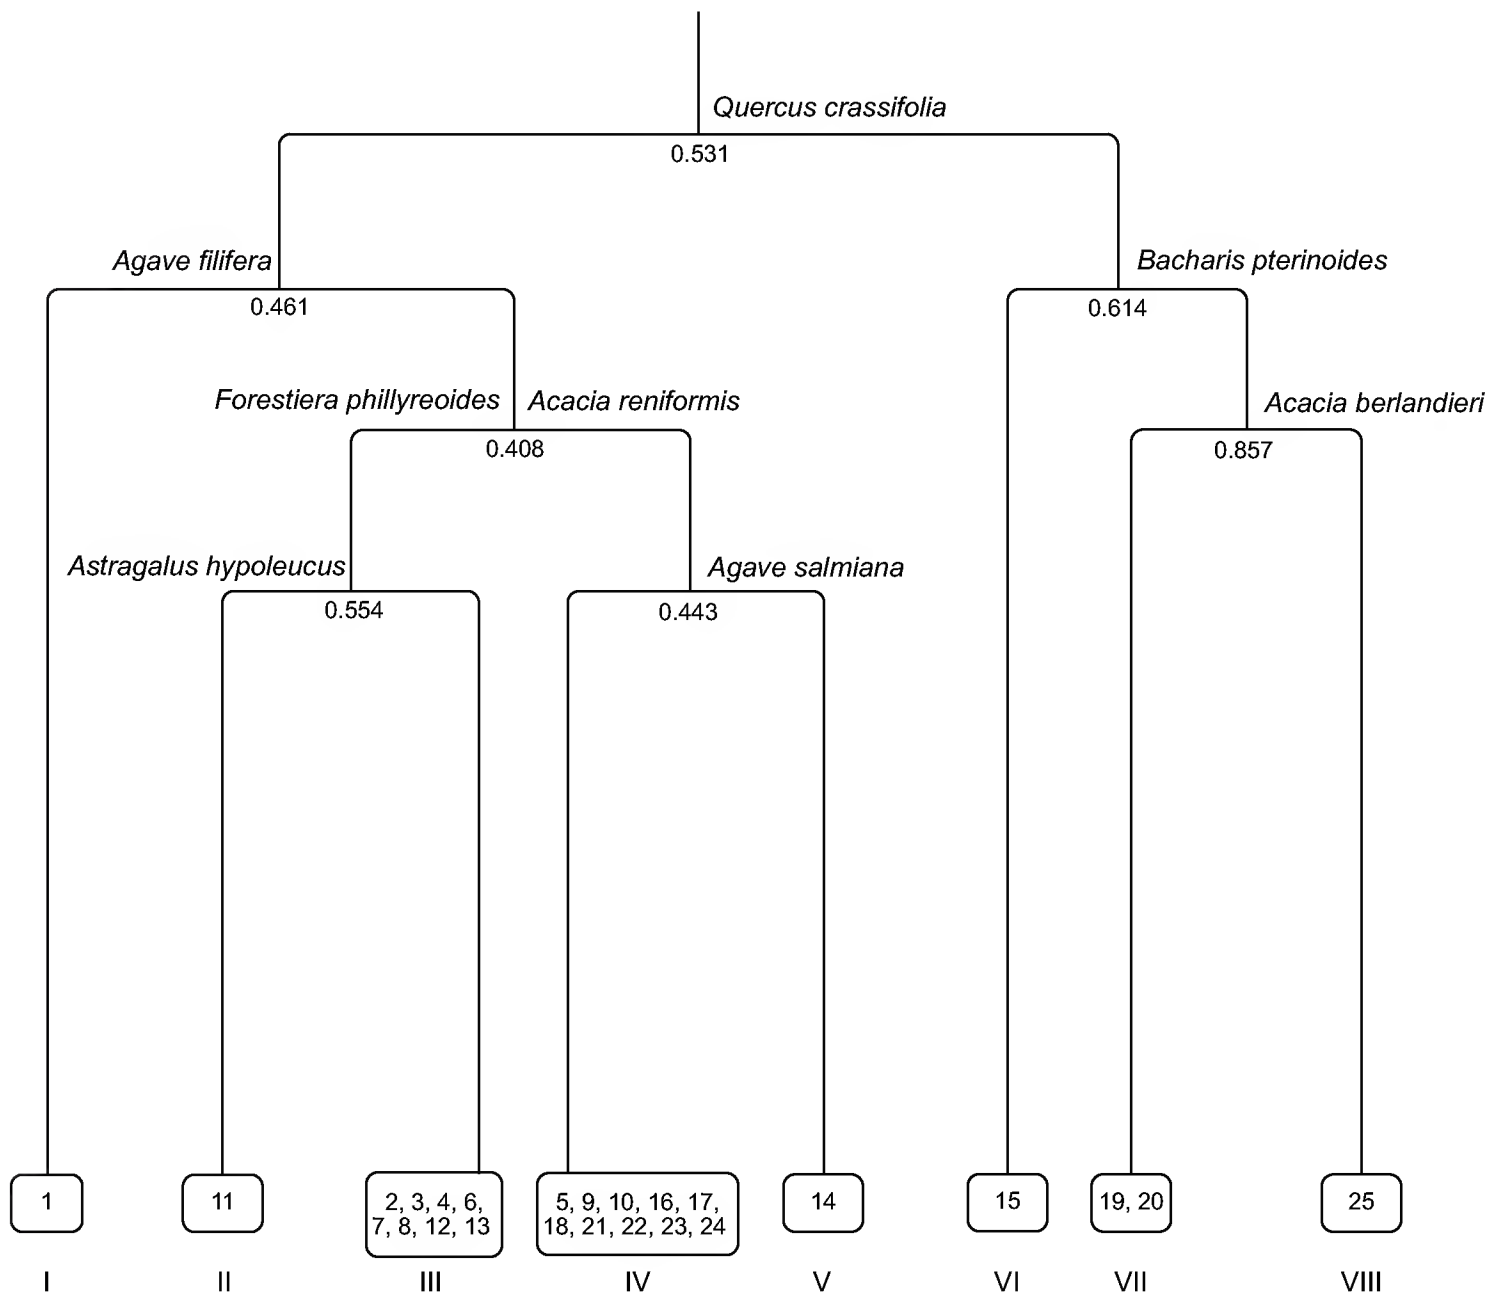 Quercus crassifolia
0.531
Agave filifera
Bacharis pterinoides
0.461
0.614
Forestiera phillyreoides
Acacia reniformis
Acacia berlandieri
0.408
0.857
Astragalus hypoleucus
Agave salmiana
0.554
0.443
1
11
2, 3, 4, 6,
7, 8, 12, 13
5, 9, 10, 16, 17,
18, 21, 22, 23, 24
14
15
19, 20
25
I
II
III
IV
V
VI
VII
VIII